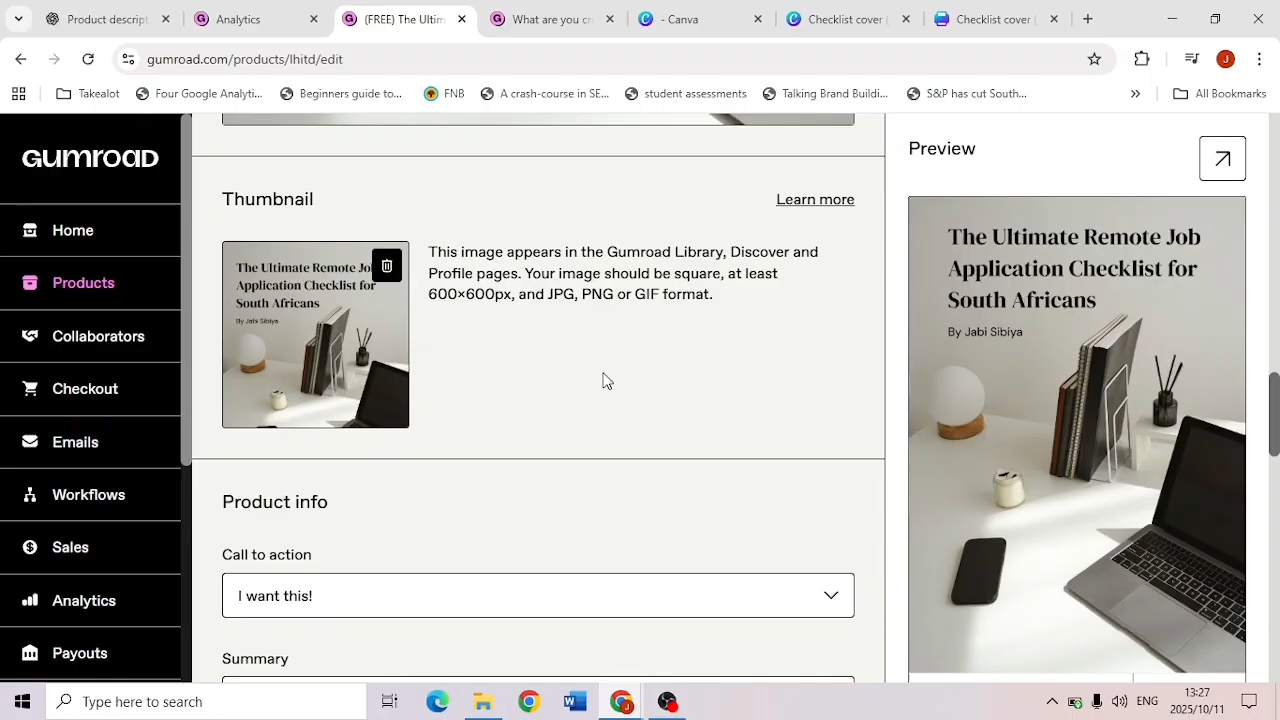 Product descript
Analytics
(FREE) The Ultim
What are you cr
- Canva
Checklist cover (
Checklist cover (
gumroad.com/products/lhitd/edit
J
Takealot
Four Google Analyti...
Beginners guide to...
FNB
A crash-course in SE...
student assessments
Talking Brand Buildi...
S&P has cut South...
All Bookmarks
GUMROAD
Home
Products
Collaborators
Checkout
Emails
Workflows
Sales
Analytics
Payouts
Thumbnail
Learn more
The Ultimate Remote Jo
Application Checklist for
South Africans
By Jabi Sibiya
This image appears in the Gumroad Library, Discover and
Profile pages. Your image should be square, at least
600×600px, and JPG, PNG or GIF format.
Product info
Call to action
I want this!
Summary
Preview
The Ultimate Remote Job
Application Checklist for
South Africans
By Jabi Sibiya
Type here to search
ENG
13:27
2025/10/11